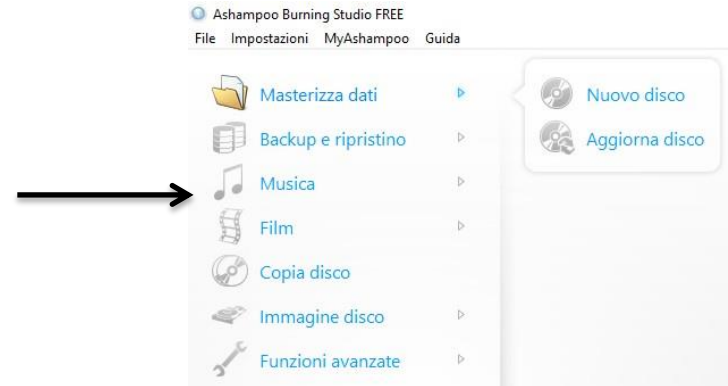 Ashampoo Burning Studio FREE
File Impostazioni MyAshampoo Guida
Masterizza dati
Nuovo disco
Backup e ripristino
Aggiorna disco
Musica
Film
Copia disco
Immagine disco
Funzioni avanzate